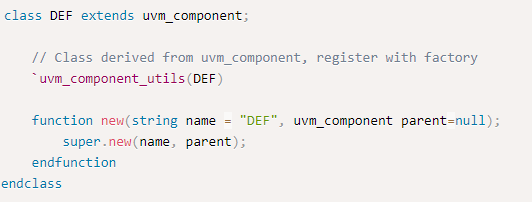 class DEF extends uvm_component;
// Class derived from uvm_component, register with factory
`uvm_component_utils(DEF)
function new(string name = "DEF", uvm_component parent=null);
super.new(name, parent);
endfunction
endclass